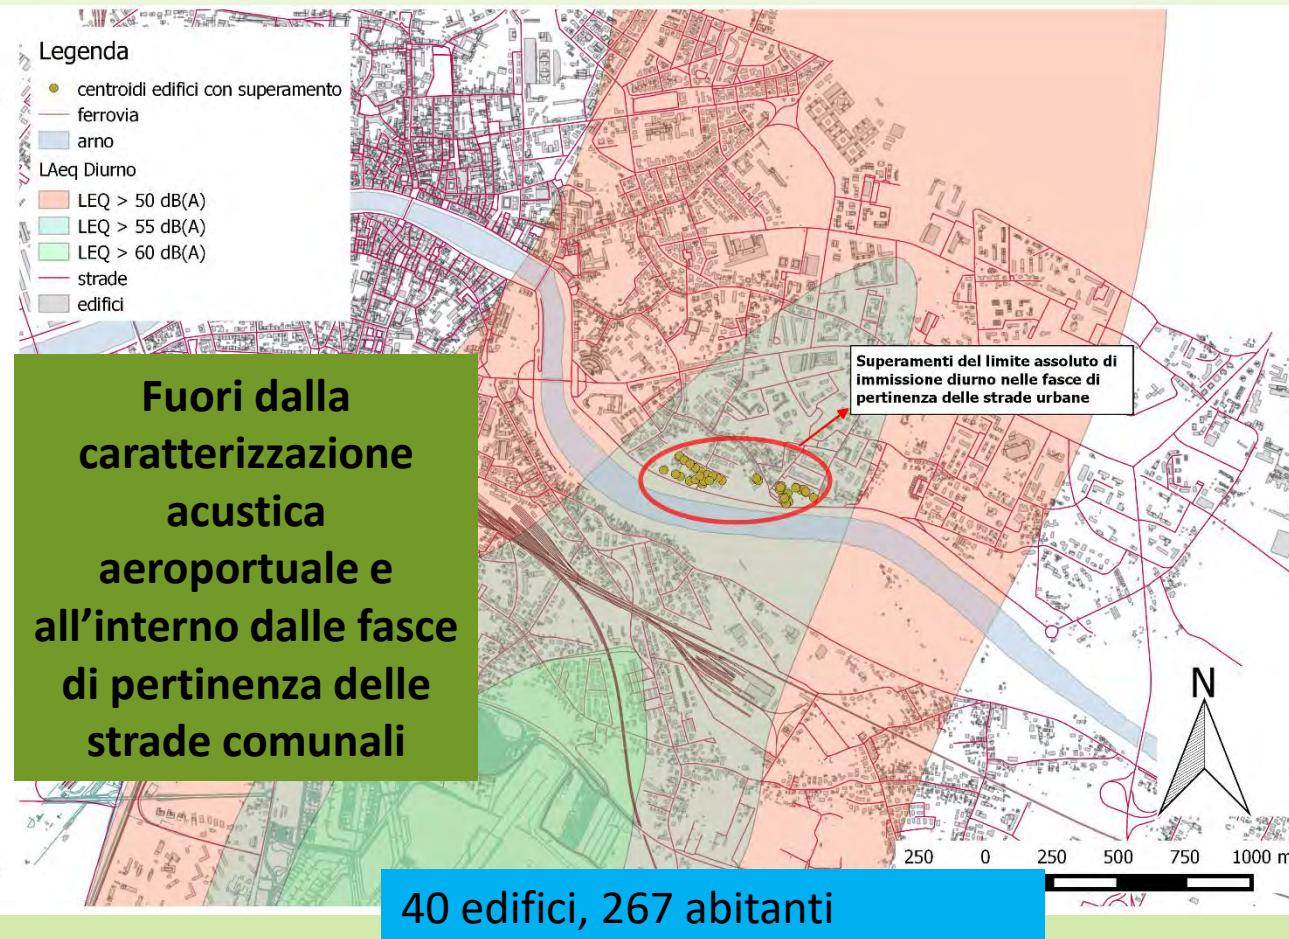 Legenda
centroidi edifici con superamento
ferrovia
arno
LAeq Diurno
LEQ > 50 dB(A)
LEQ > 55 dB(A)
LEQ > 60 dB(A)
strade
edifici
Superamenti del limite assoluto di
immissione diurno nelle fasce di
pertinenza delle strade urbane
Fuori dalla
caratterizzazione
acustica
aeroportuale e
all’interno dalle fasce
di pertinenza delle
strade comunali
N
250 0 250 500 750 1000 m
40 edifici, 267 abitanti